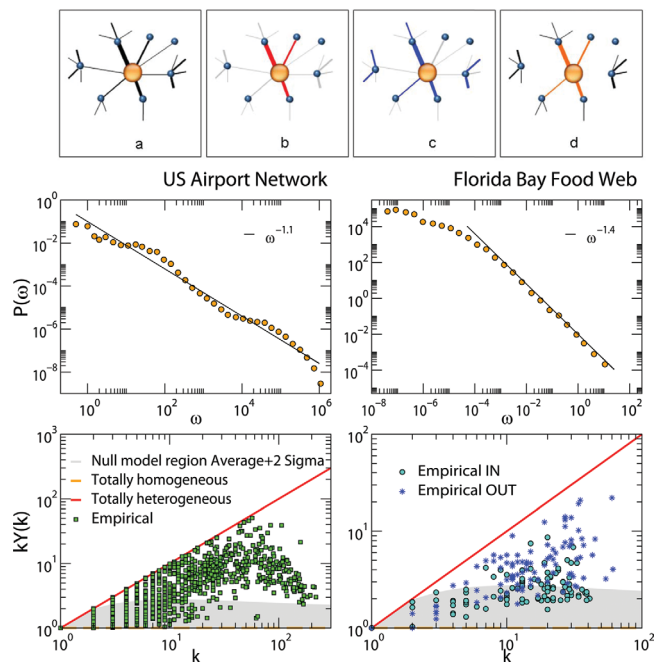 a
b
c
d
US Airport Network
Florida Bay Food Web
10^0
10^-2
10^-4
10^-6
10^-8
P(ω)
— ω^-1.1
10^0
10^2
10^4
10^6
ω
10^4
10^2
10^0
10^-2
10^-4
— ω^-1.4
10^-8
10^-6
10^-4
10^-2
10^0
10^2
ω
10^3
10^2
10^1
10^0
kY(k)
Null model region Average+2 Sigma
Totally homogeneous
Totally heterogeneous
Empirical
10^0
10^1
10^2
k
10^2
10^1
10^0
Empirical IN
Empirical OUT
10^0
10^1
10^2
k